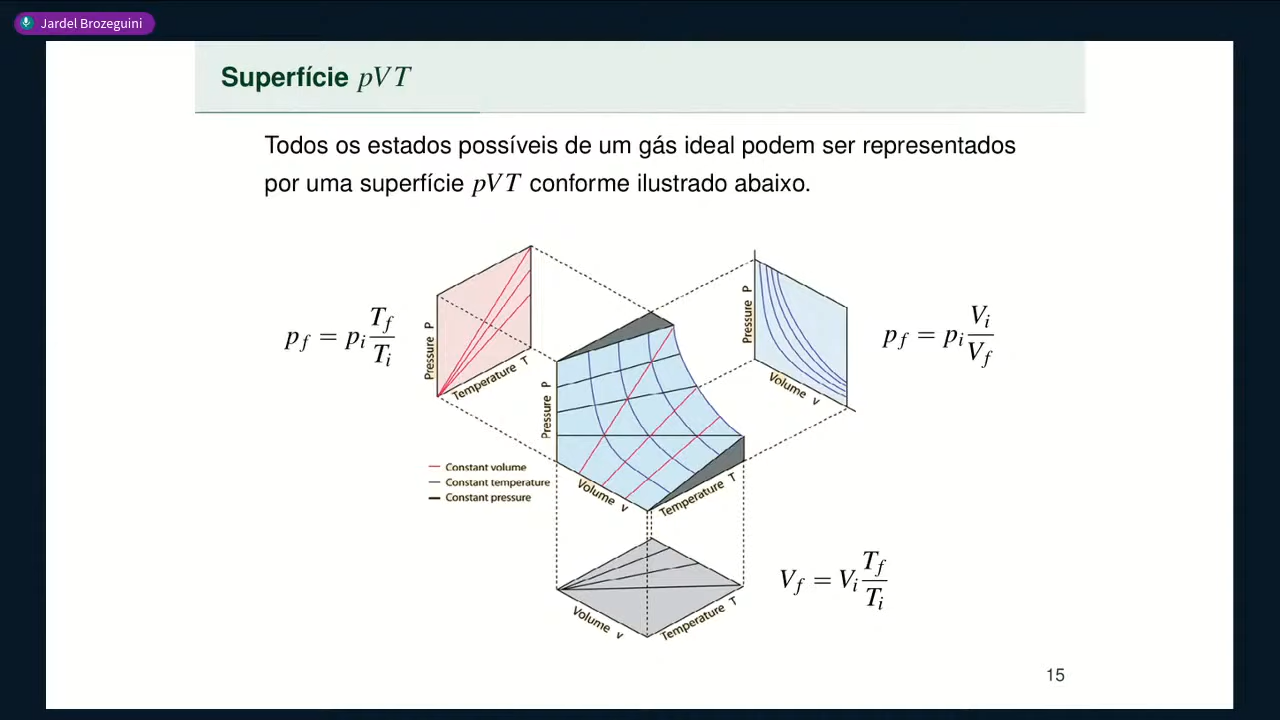 Jardel Brozeguini
Superfície pVT
Todos os estados possíveis de um gás ideal podem ser representados
por uma superfície pVT conforme ilustrado abaixo.
p_f = p_i T_f / T_i
Pressure P
Temperature T
Pressure P
Volume v
p_f = p_i V_i / V_f
Pressure P
Volume v
Temperature T
Constant volume
Constant temperature
Constant pressure
Volume v
Temperature T
V_f = V_i T_f / T_i
15